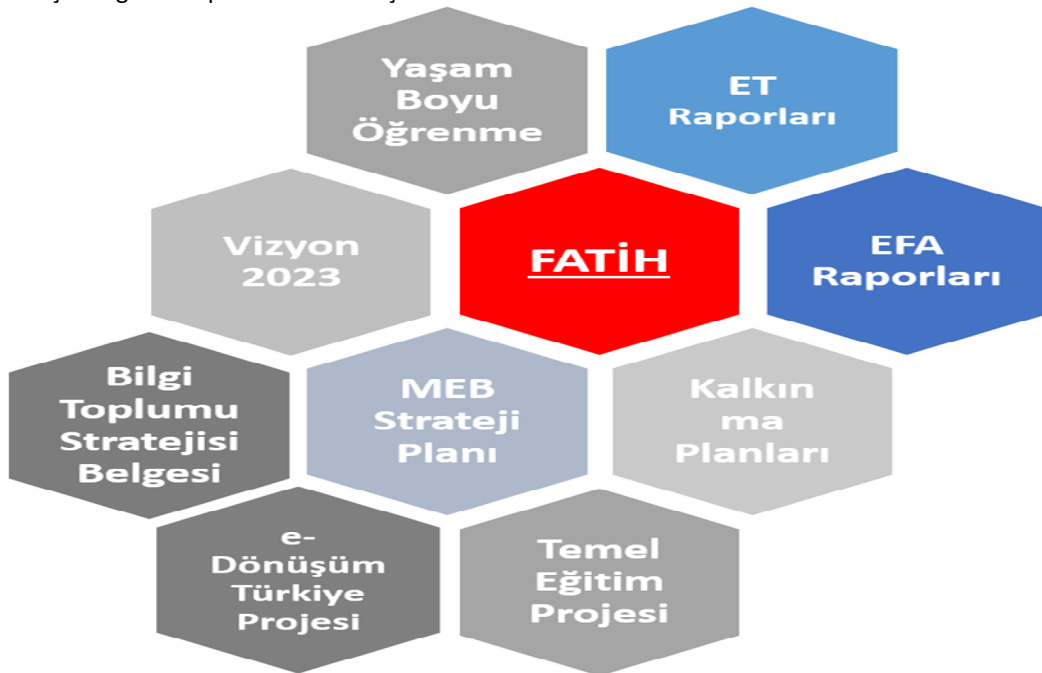 Yaşam
Boyu
Öğrenme
ET
Raporları
Vizyon
2023
FATİH
EFA
Raporları
Bilgi
Toplumu
Stratejisi
Belgesi
MEB
Strateji
Planı
Kalkın
ma
Planları
e-
Dönüşüm
Türkiye
Projesi
Temel
Eğitim
Projesi